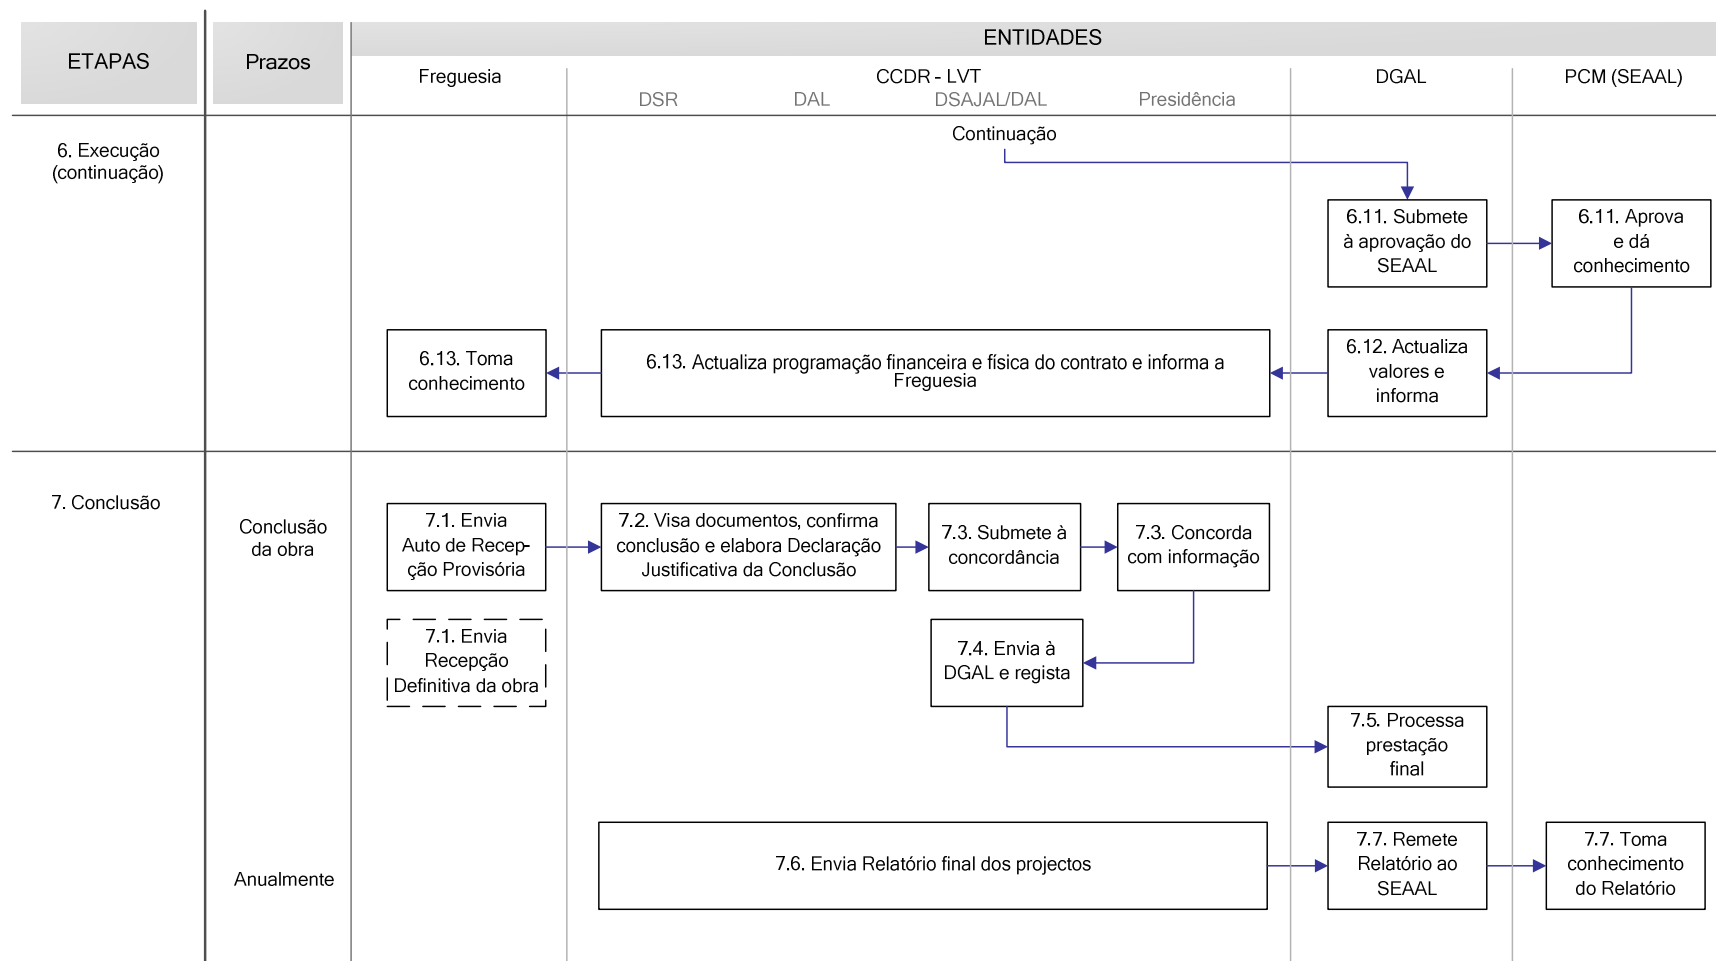 ETAPAS
Prazos
ENTIDADES
Freguesia
CCDR - LVT
DGAL
PCM (SEAAL)
DSR
DAL
DSAJAL/DAL
Presidência
6. Execução
(continuação)
Continuação
6.11. Submete
à aprovação do
SEAAL
6.11. Aprova
e dá
conhecimento
6.13. Toma
conhecimento
6.13. Actualiza programação financeira e física do contrato e informa a
Freguesia
6.12. Actualiza
valores e
informa
7. Conclusão
Conclusão
da obra
7.1. Envia
Auto de Recep-
ção Provisória
7.2. Visa documentos, confirma
conclusão e elabora Declaração
Justificativa da Conclusão
7.3. Submete à
concordância
7.3. Concorda
com informação
7.1. Envia
Recepção
Definitiva da obra
7.4. Envia à
DGAL e regista
7.5. Processa
prestação
final
Anualmente
7.6. Envia Relatório final dos projectos
7.7. Remete
Relatório ao
SEAAL
7.7. Toma
conhecimento
do Relatório